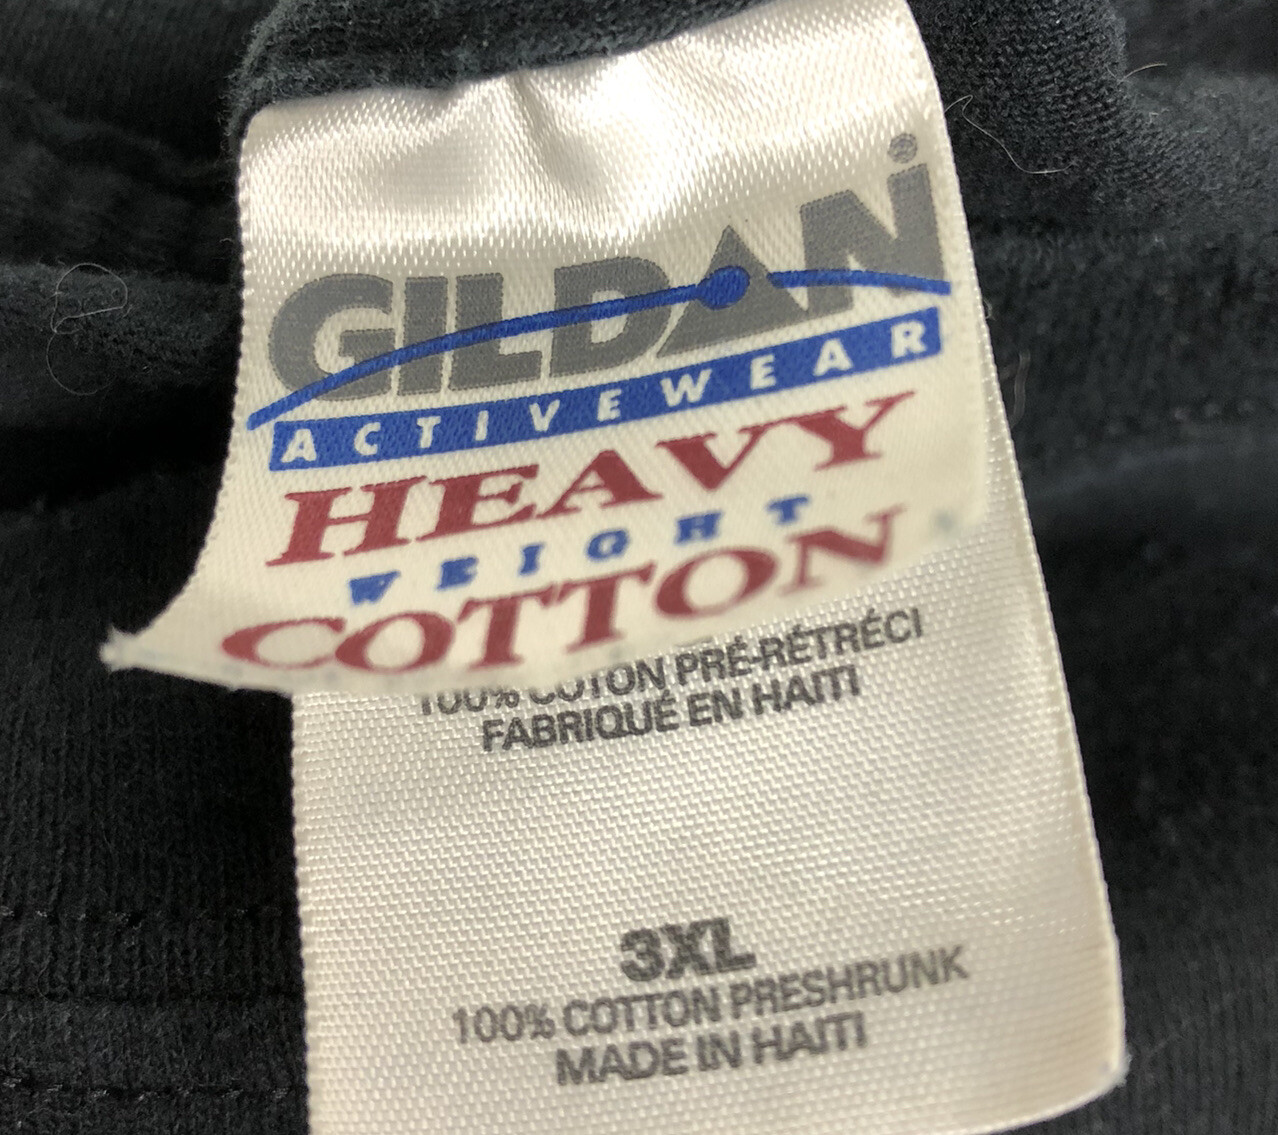 GILDAN
ACTIVEWEAR
HEAVY
WEIGHT
COTTON
100% COTON PRÉ-RÉTRÉCI
FABRIQUÉ EN HAITI
3XL
100% COTTON PRESHRUNK
MADE IN HAITI